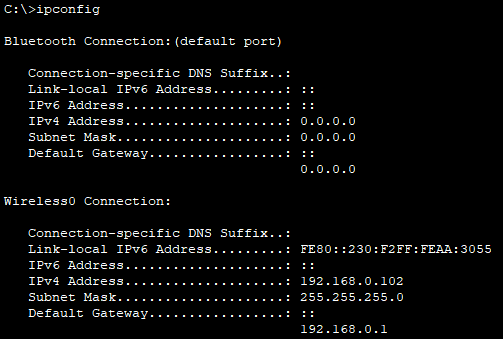 C:\>ipconfig
Bluetooth Connection:(default port)
Connection-specific DNS Suffix..:
Link-local IPv6 Address.........: ::
IPv6 Address....................: ::
IPv4 Address....................: 0.0.0.0
Subnet Mask.....................: 0.0.0.0
Default Gateway.................: ::
0.0.0.0
Wireless0 Connection:
Connection-specific DNS Suffix..:
Link-local IPv6 Address.........: FE80::230:F2FF:FEAA:3055
IPv6 Address....................: ::
IPv4 Address....................: 192.168.0.102
Subnet Mask.....................: 255.255.255.0
Default Gateway.................: ::
192.168.0.1